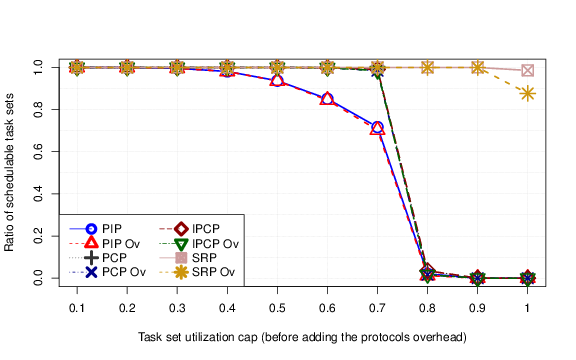 Ratio of schedulable task sets
1.0
0.8
0.6
0.4
0.2
0.0
PIP
PIP Ov
PCP
PCP Ov
IPCP
IPCP Ov
SRP
SRP Ov
0.1 0.2 0.3 0.4 0.5 0.6 0.7 0.8 0.9 1
Task set utilization cap (before adding the protocols overhead)